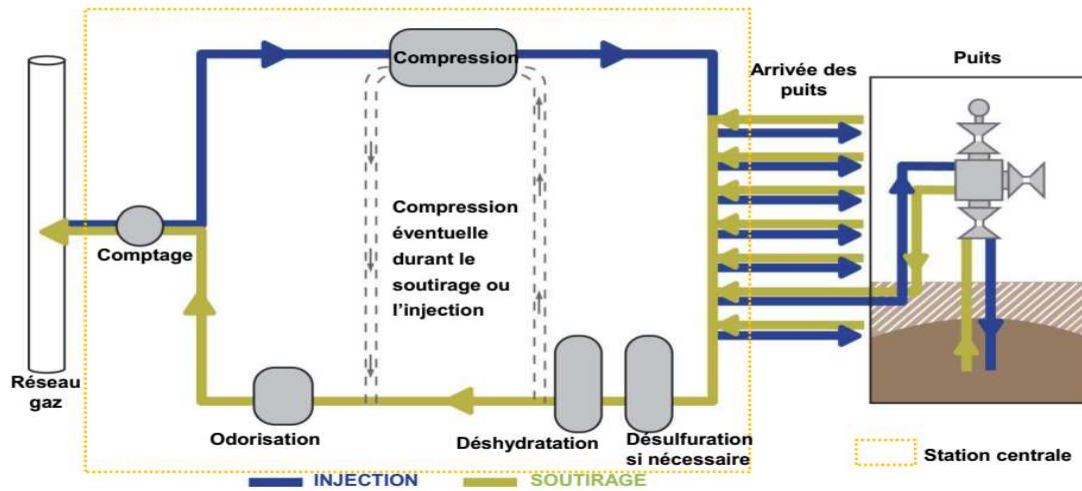 Compression
Arrivée des
puits
Puits
Compression
éventuelle
durant le
soutirage ou
l'injection
Comptage
Réseau
gaz
Odorisation
Déshydratation
Désulfuration
si nécessaire
Station centrale
INJECTION
SOUTIRAGE